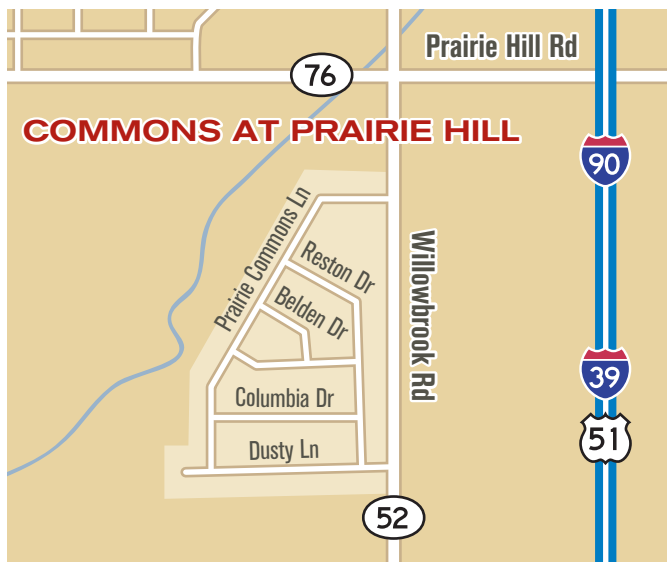 Prairie Hill Rd
76
COMMONS AT PRAIRIE HILL
90
Prairie Commons Ln
Reston Dr
Belden Dr
Willowbrook Rd
39
Columbia Dr
51
Dusty Ln
52